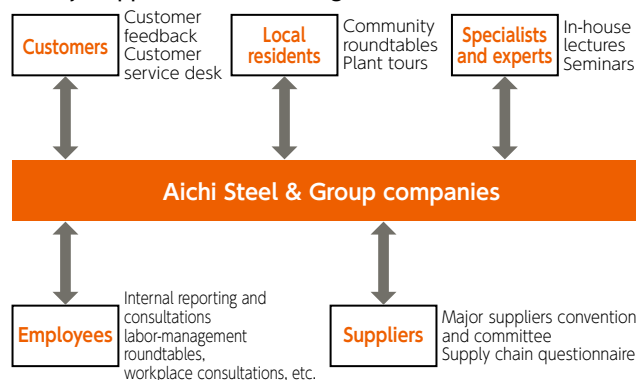 Customers
Customer
feedback
Customer
service desk
Local
residents
Community
roundtables
Plant tours
Specialists
and experts
In-house
lectures
Seminars
Aichi Steel & Group companies
Employees
Internal reporting and
consultations
labor-management
roundtables,
workplace consultations, etc.
Suppliers
Major suppliers convention
and committee
Supply chain questionnaire